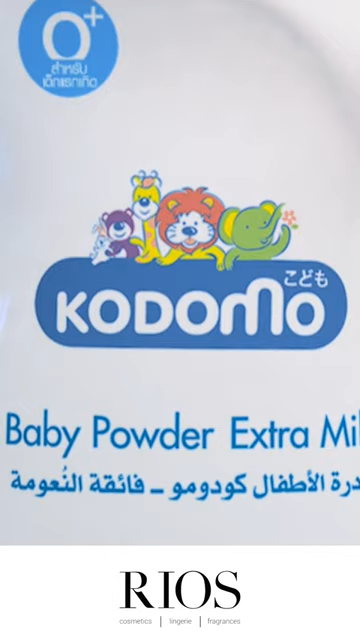 0+
สำหรับ
เด็กแรกเกิด
こども
KODOMO
Baby Powder Extra Mil
درة الأطفال كودومو – فائقة النُعومة
RIOS
cosmetics | lingerie | fragrances